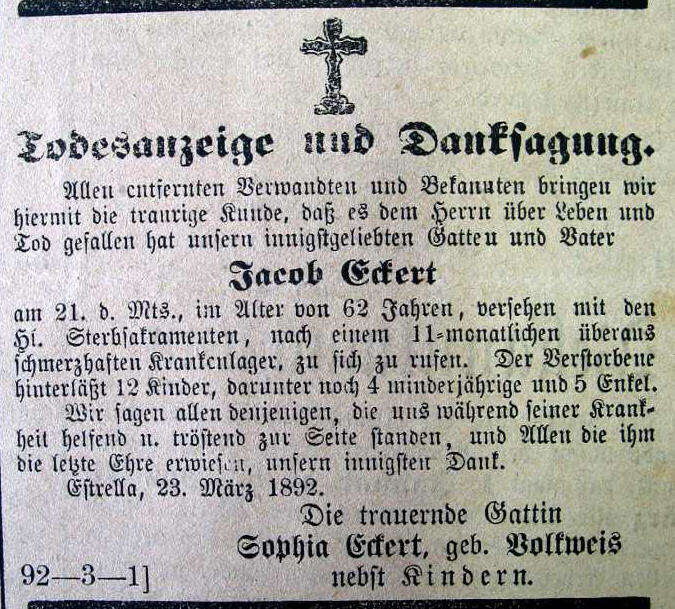 Todesanzeige und Danksagung.
Allen entfernten Verwandten und Bekannten bringen wir
hiermit die traurige Kunde, daß es dem Herrn über Leben und
Tod gefallen hat unsern innigstgeliebten Gatten und Vater
Jacob Eckert
am 21. d. Mts., im Alter von 62 Jahren, versehen mit den
Hl. Sterbsakramenten, nach einem 11-monatlichen überaus
schmerzhaften Krankenlager, zu sich zu rufen. Der Verstorbene
hinterläßt 12 Kinder, darunter noch 4 minderjährige und 5 Enkel.
Wir sagen allen denjenigen, die uns während seiner Krank-
heit helfend u. tröstend zur Seite standen, und Allen die ihm
die letzte Ehre erwiesen, unsern innigsten Dank.
Estrella, 23. März 1892.
Die trauernde Gattin
Sophia Eckert, geb. Volkweis
92—3—1] nebst Kindern.